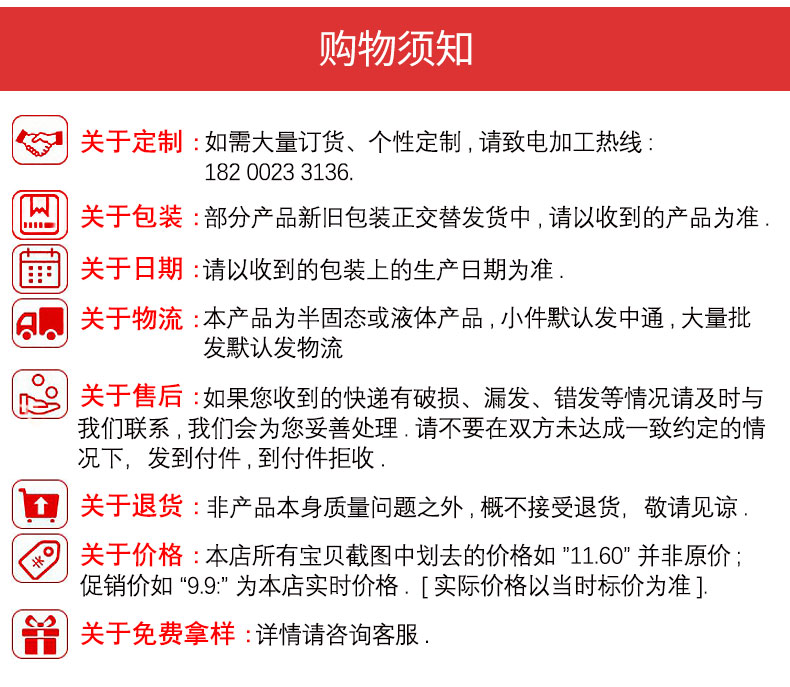 购物须知
关于定制 : 如需大量订货、个性定制 , 请致电加工热线 :
182 0023 3136.
关于包装 : 部分产品新旧包装正交替发货中 , 请以收到的产品为准 .
关于日期 : 请以收到的包装上的生产日期为准 .
关于物流 : 本产品为半固态或液体产品 , 小件默认发中通 , 大量批
发默认发物流
关于售后 : 如果您收到的快递有破损、漏发、错发等情况请及时与
我们联系 , 我们会为您妥善处理 . 请不要在双方未达成一致约定的情
况下, 发到付件 , 到付件拒收 .
关于退货 : 非产品本身质量问题之外 , 概不接受退货, 敬请见谅 .
关于价格 : 本店所有宝贝截图中划去的价格如 ”11.60” 并非原价 ;
促销价如 “9.9:” 为本店实时价格 . [ 实际价格以当时标价为准 ].
关于免费拿样 : 详情请咨询客服 .